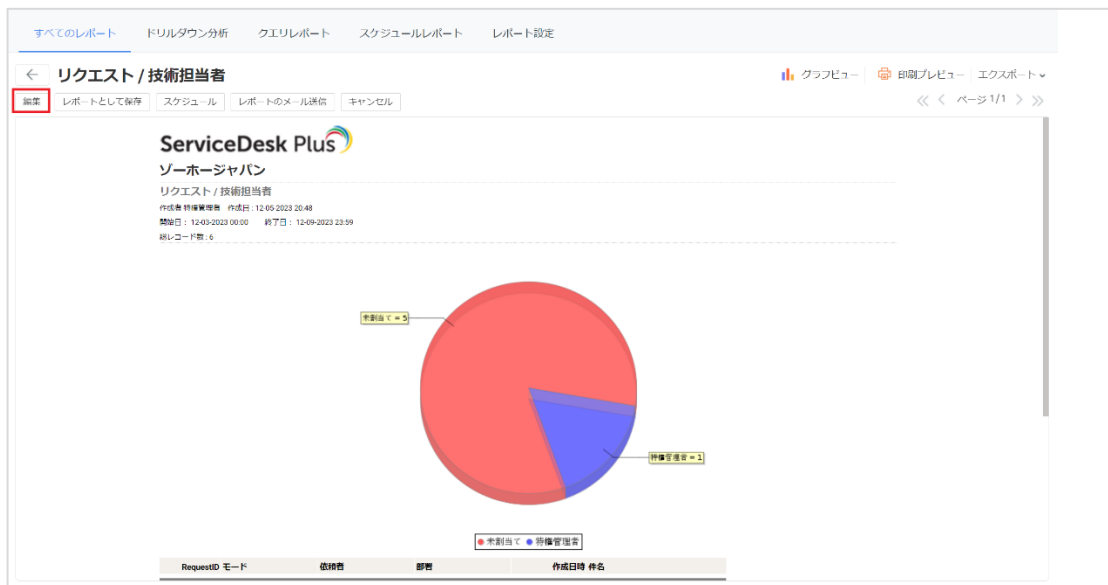 すべてのレポート ドリルダウン分析 クエリレポート スケジュールレポート レポート設定
← リクエスト / 技術担当者 グラフビュー 印刷プレビュー エクスポート
編集 レポートとして保存 スケジュール レポートのメール送信 キャンセル ページ 1/1
ServiceDesk Plus
ゾーホージャパン
リクエスト / 技術担当者
作成者 特権管理者 作成日 : 12-05-2023 20:48
開始日 : 12-03-2023 00:00 終了日 : 12-09-2023 23:59
総レコード数 : 6
未割当て = 5
特権管理者 = 1
未割当て 特権管理者
RequestID モード 依頼者 部署 作成日時 件名